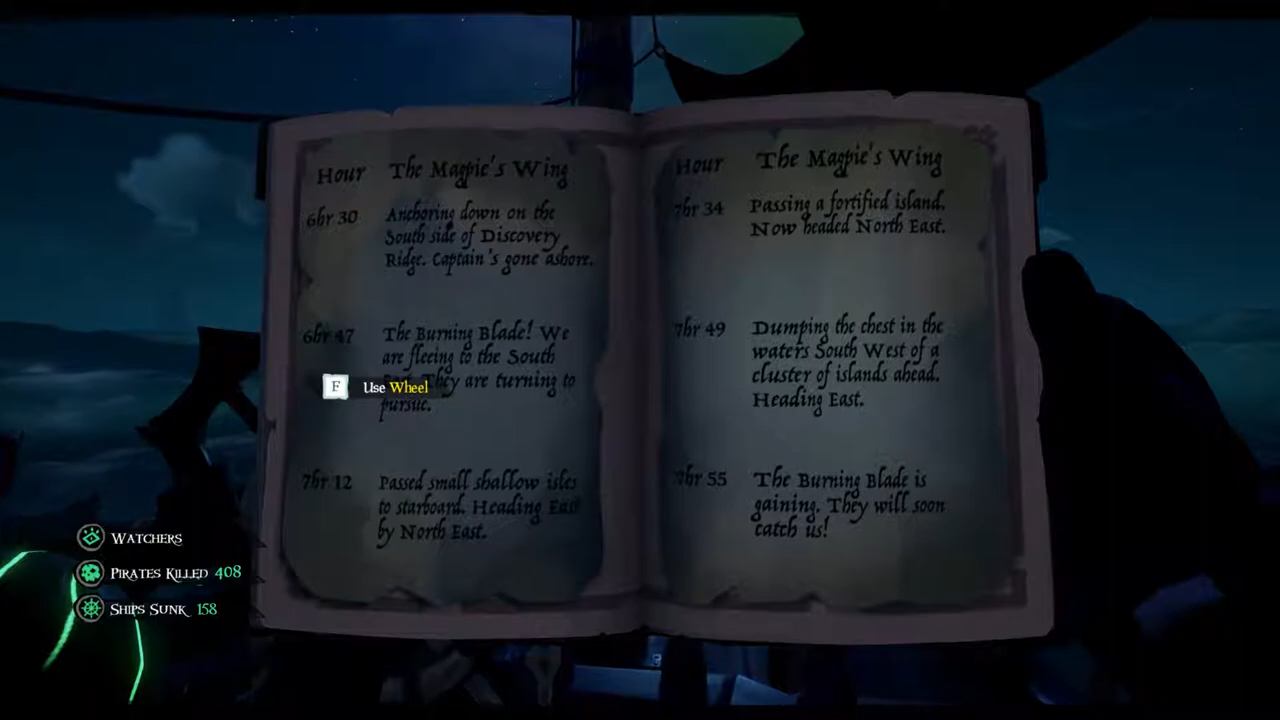 Hour The Magpie's Wing
6hr 30 Anchoring down on the
South side of Discovery
Ridge. Captain's gone ashore.
6hr 47 The Burning Blade! We
are fleeing to the South
They are turning to
pursue.
7hr 12 Passed small shallow isles
to starboard. Heading East
by North East.
Hour The Magpie's Wing
7hr 34 Passing a fortified island.
Now headed North East.
7hr 49 Dumping the chest in the
waters South West of a
cluster of islands ahead.
Heading East.
7hr 55 The Burning Blade is
gaining. They will soon
catch us!
F Use Wheel
Watchers
Pirates Killed 408
Ships Sunk 158